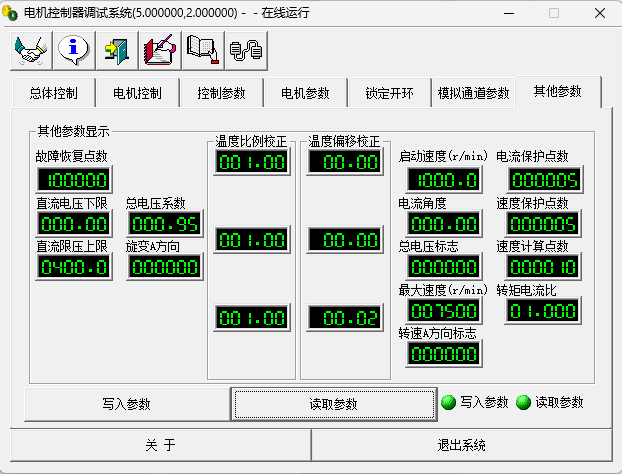 电机控制器调试系统(5.000000,2.000000) - - 在线运行
总体控制 电机控制 控制参数 电机参数 锁定开环 模拟通道参数 其他参数
其他参数显示
温度比例校正 温度偏移校正
故障恢复点数 启动速度(r/min) 电流保护点数
001.00 00.00
100000 1000.0 000005
直流电压下限 总电压系数 电流角度 速度保护点数
000.00 000.95 000.00 000005
001.00 00.00
直流限压上限 旋变A方向 总电压标志 速度计算点数
0400.0 000000 000000 000010
最大速度(r/min) 转矩电流比
007500 01.000
001.00 00.02
转速A方向标志
000000
写入参数 读取参数 写入参数 读取参数
关 于 退出系统